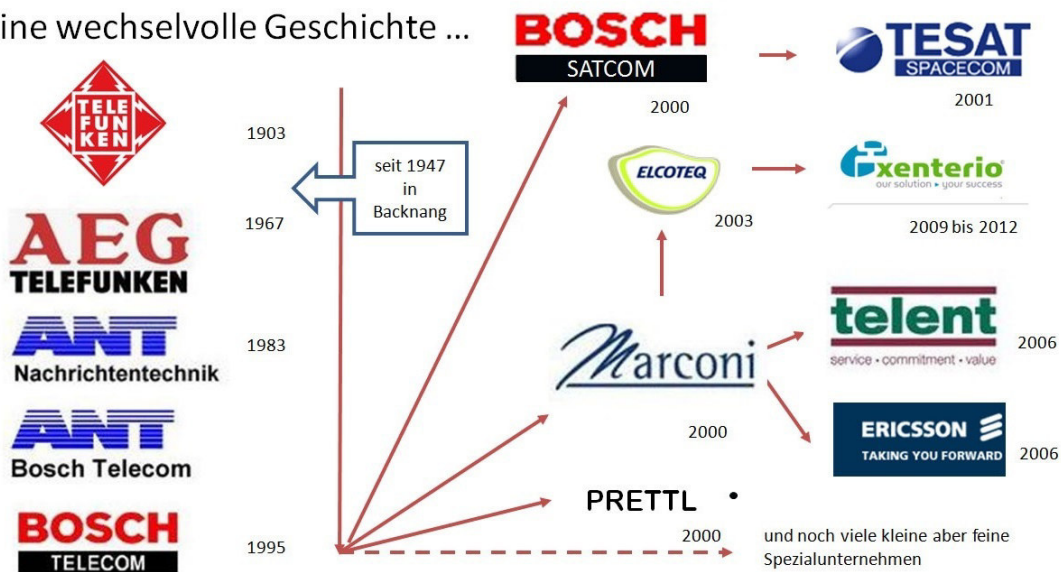 ine wechselvolle Geschichte ...
TELE
FUN
KEN
1903
seit 1947
in
Backnang
AEG
TELEFUNKEN
1967
ANT
Nachrichtentechnik
1983
ANT
Bosch Telecom
BOSCH
TELECOM
1995
BOSCH
SATCOM
2000
TESAT
SPACECOM
2001
ELCOTEQ
2003
exenterio
our solution ▸ your success
2009 bis 2012
Marconi
2000
telent
service • commitment • value
2006
ERICSSON
TAKING YOU FORWARD
2006
PRETTL
2000
und noch viele kleine aber feine
Spezialunternehmen